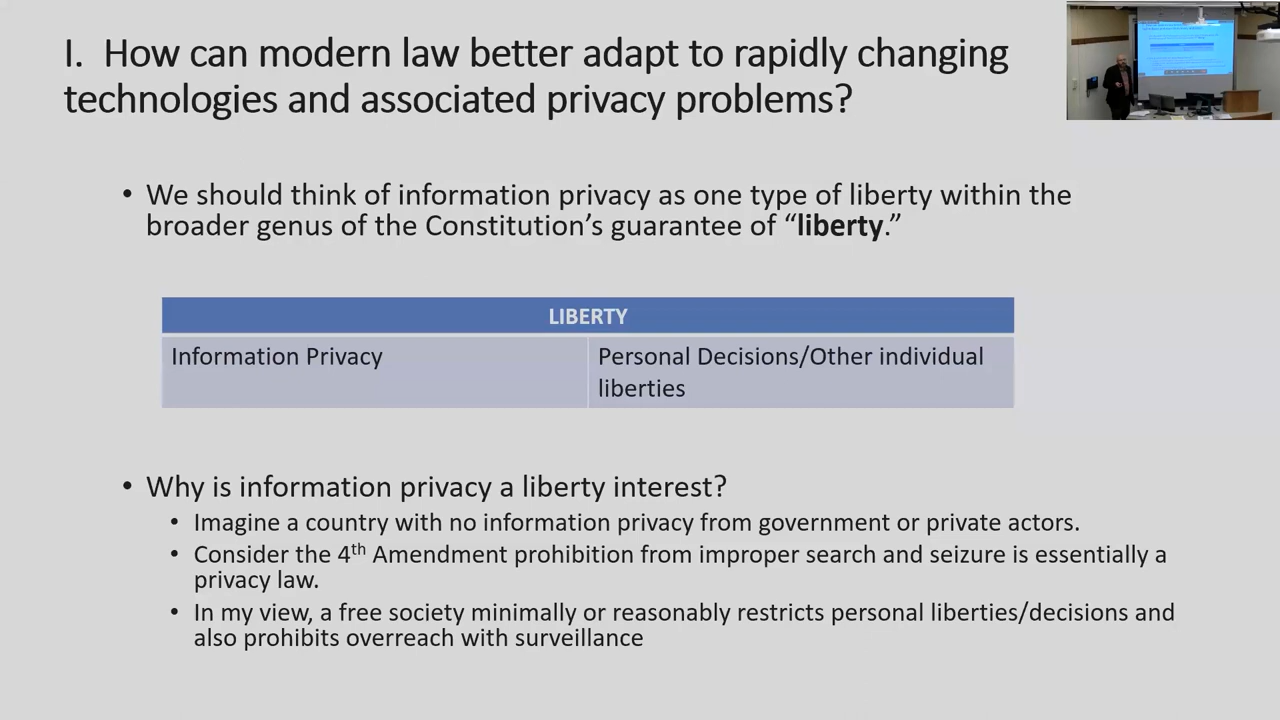 I. How can modern law better adapt to rapidly changing
technologies and associated privacy problems?
• We should think of information privacy as one type of liberty within the
broader genus of the Constitution’s guarantee of “liberty.”
LIBERTY
Information Privacy
Personal Decisions/Other individual
liberties
• Why is information privacy a liberty interest?
• Imagine a country with no information privacy from government or private actors.
• Consider the 4th Amendment prohibition from improper search and seizure is essentially a
privacy law.
• In my view, a free society minimally or reasonably restricts personal liberties/decisions and
also prohibits overreach with surveillance